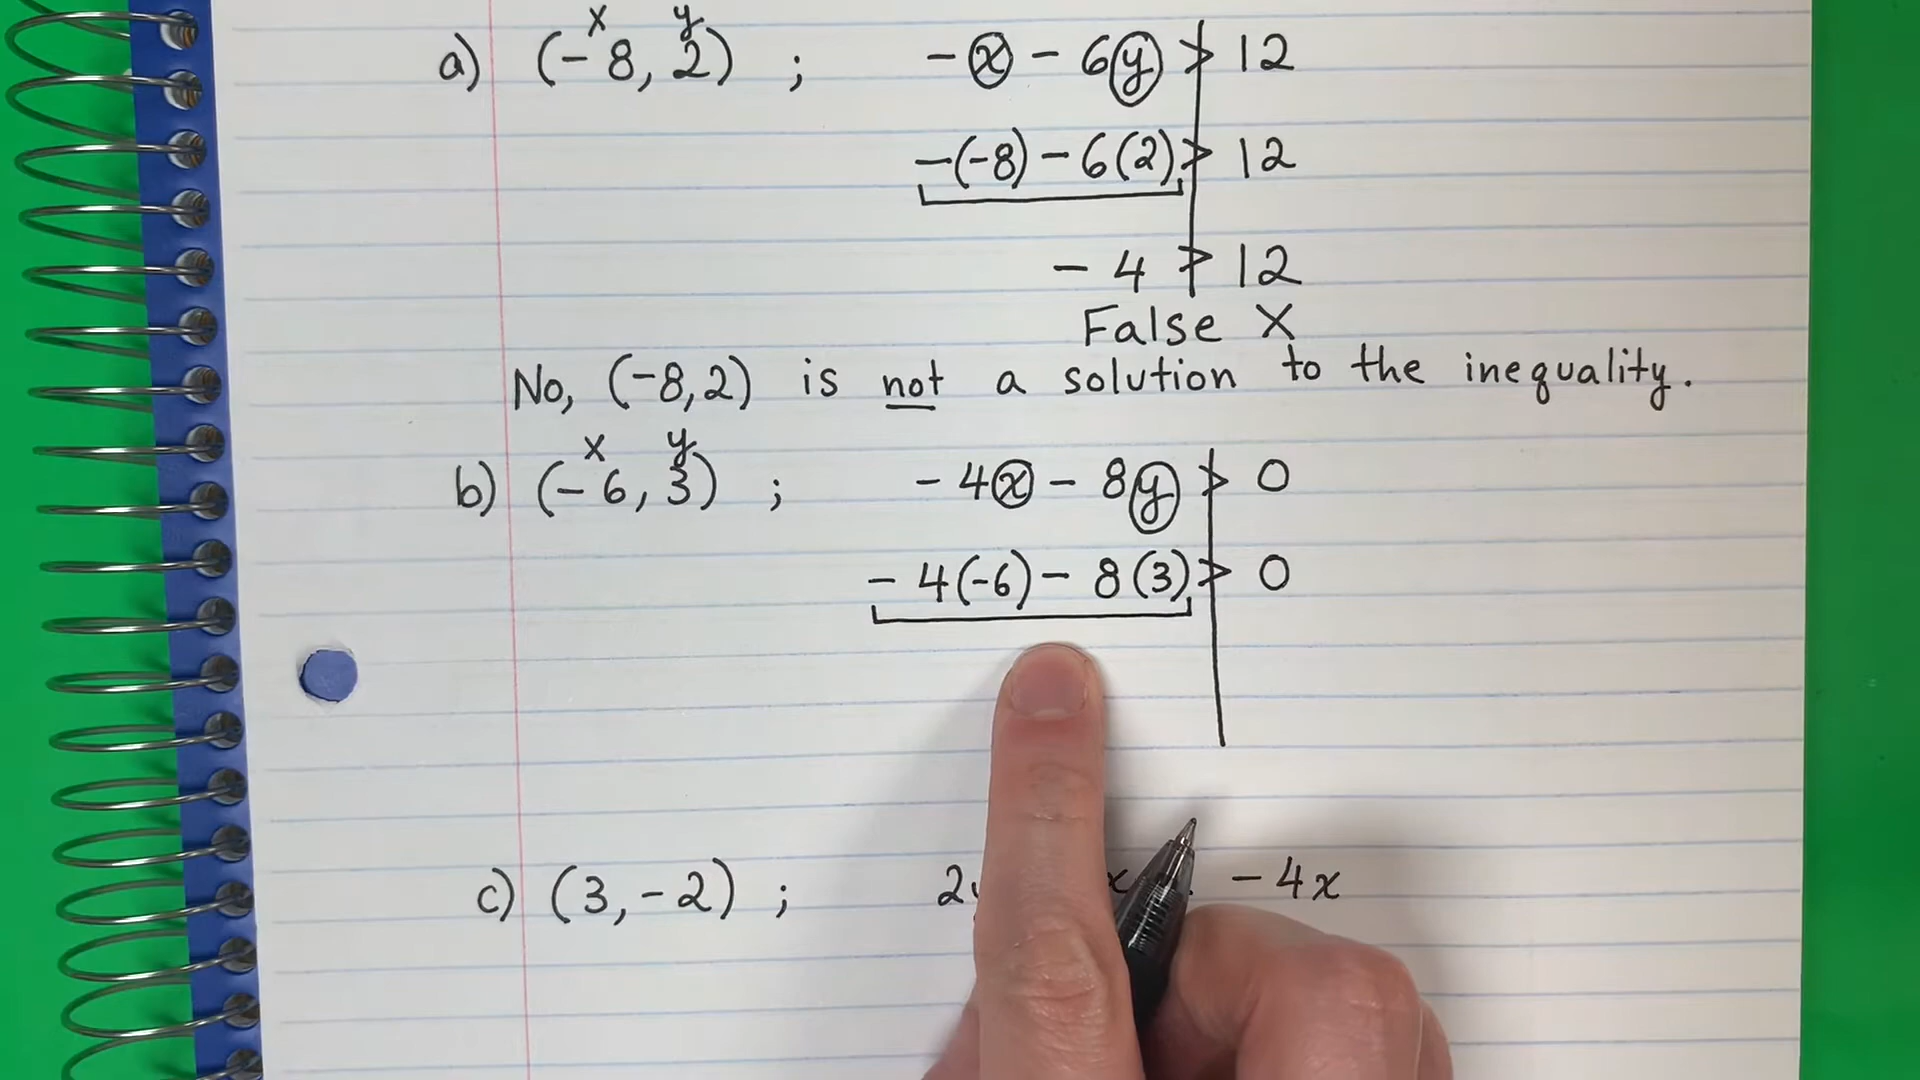 x y
a) (-8, 2) ; -x - 6y > 12
-(-8) - 6(2) > 12
-4 > 12
False X
No, (-8,2) is not a solution to the inequality.
x y
b) (-6, 3) ; -4x - 8y > 0
-4(-6) - 8(3) > 0
c) (3,-2) ; 2y x -4x